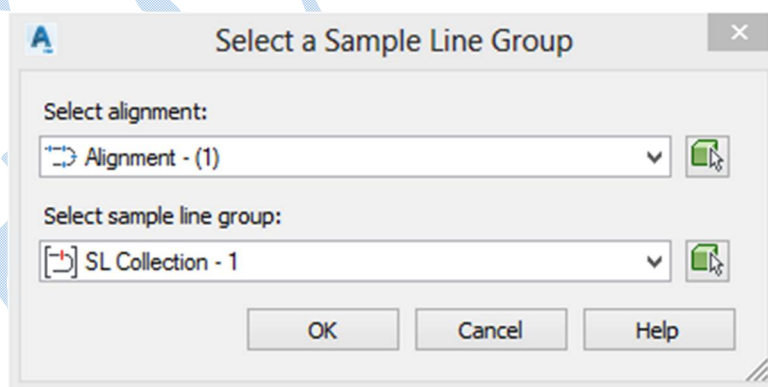 Select a Sample Line Group
Select alignment:
Alignment - (1)
Select sample line group:
SL Collection - 1
OK Cancel Help